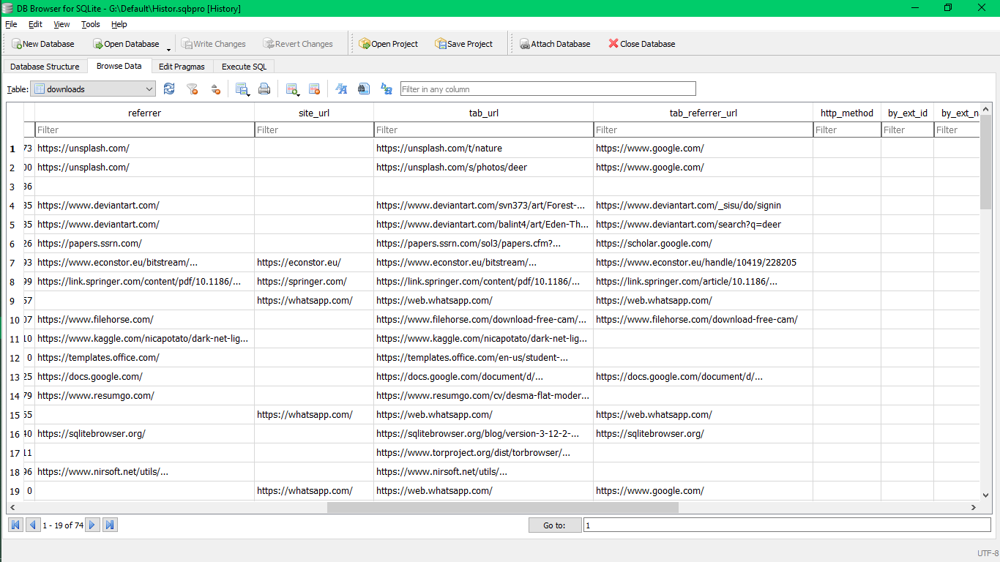 DB Browser for SQLite - G:\Default\Histor.sqbpro [History]
File Edit View Tools Help
New Database Open Database Write Changes Revert Changes Open Project Save Project Attach Database Close Database
Database Structure Browse Data Edit Pragmas Execute SQL
Table: downloads Filter in any column
referrer site_url tab_url tab_referrer_url http_method by_ext_id by_ext_n
Filter Filter Filter Filter Filter Filter Filter
1 73 https://unsplash.com/ https://unsplash.com/t/nature https://www.google.com/
2 00 https://unsplash.com/ https://unsplash.com/s/photos/deer https://www.google.com/
3 36
4 35 https://www.deviantart.com/ https://www.deviantart.com/svn373/art/Forest-... https://www.deviantart.com/_sisu/do/signin
5 35 https://www.deviantart.com/ https://www.deviantart.com/balint4/art/Eden-Th... https://www.deviantart.com/search?q=deer
6 26 https://papers.ssrn.com/ https://papers.ssrn.com/sol3/papers.cfm?... https://scholar.google.com/
7 93 https://www.econstor.eu/bitstream/... https://econstor.eu/ https://www.econstor.eu/bitstream/... https://www.econstor.eu/handle/10419/228205
8 99 https://link.springer.com/content/pdf/10.1186/... https://springer.com/ https://link.springer.com/content/pdf/10.1186/... https://link.springer.com/article/10.1186/...
9 57 https://whatsapp.com/ https://web.whatsapp.com/ https://web.whatsapp.com/
10 07 https://www.filehorse.com/ https://www.filehorse.com/download-free-cam/... https://www.filehorse.com/download-free-cam/
11 10 https://www.kaggle.com/nicapotato/dark-net-lig... https://www.kaggle.com/nicapotato/dark-net-lig...
12 0 https://templates.office.com/ https://templates.office.com/en-us/student-...
13 25 https://docs.google.com/ https://docs.google.com/document/d/... https://docs.google.com/document/d/...
14 79 https://www.resumgo.com/ https://www.resumgo.com/cv/desma-flat-moder...
15 55 https://whatsapp.com/ https://web.whatsapp.com/ https://web.whatsapp.com/
16 40 https://sqlitebrowser.org/ https://sqlitebrowser.org/blog/version-3-12-2-... https://sqlitebrowser.org/
17 11 https://www.torproject.org/dist/torbrowser/...
18 96 https://www.nirsoft.net/utils/... https://www.nirsoft.net/utils/...
19 0 https://whatsapp.com/ https://web.whatsapp.com/ https://www.google.com/
1 - 19 of 74 Go to: 1
UTF-8